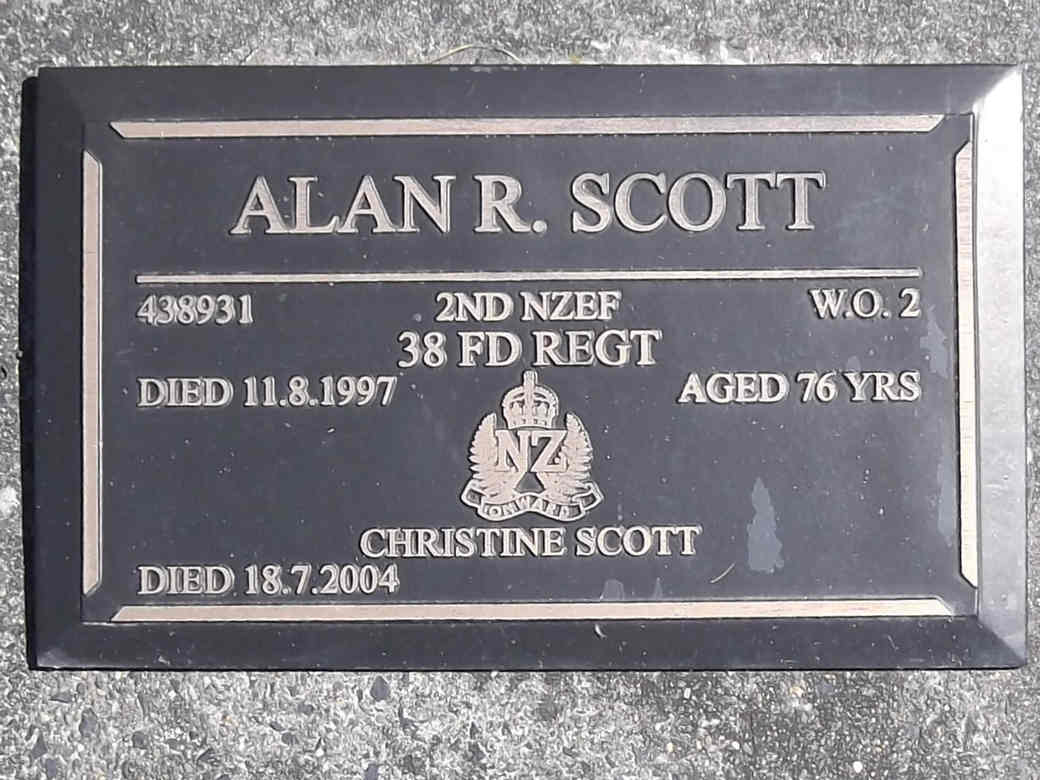 ALAN R. SCOTT
438931 2ND NZEF W.O. 2
38 FD REGT
DIED 11.8.1997 AGED 76 YRS
NZ
ONWARD
CHRISTINE SCOTT
DIED 18.7.2004